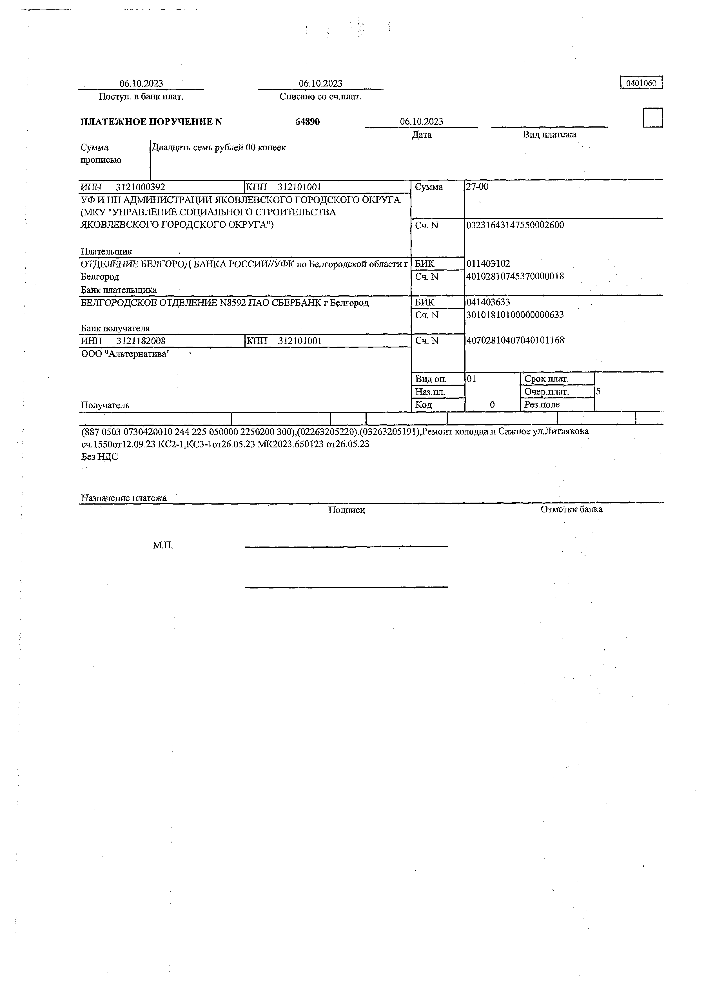 06.10.2023 06.10.2023 0401060
Поступ. в банк плат. Списано со сч.плат.
ПЛАТЕЖНОЕ ПОРУЧЕНИЕ N 64890 06.10.2023
Дата Вид платежа
Сумма Двадцать семь рублей 00 копеек
прописью
ИНН 3121000392 КПП 312101001 Сумма 27-00
УФ И НП АДМИНИСТРАЦИИ ЯКОВЛЕВСКОГО ГОРОДСКОГО ОКРУГА
(МКУ "УПРАВЛЕНИЕ СОЦИАЛЬНОГО СТРОИТЕЛЬСТВА
ЯКОВЛЕВСКОГО ГОРОДСКОГО ОКРУГА") Сч. N 03231643147550002600
Плательщик
ОТДЕЛЕНИЕ БЕЛГОРОД БАНКА РОССИИ//УФК по Белгородской области г БИК 011403102
Белгород Сч. N 40102810745370000018
Банк плательщика
БЕЛГОРОДСКОЕ ОТДЕЛЕНИЕ N8592 ПАО СБЕРБАНК г Белгород БИК 041403633
Сч. N 30101810100000000633
Банк получателя
ИНН 3121182008 КПП 312101001 Сч. N 40702810407040101168
ООО "Альтернатива"
Вид оп. 01 Срок плат.
Наз.пл. Очер.плат. 5
Получатель Код 0 Рез.поле
(887 0503 0730420010 244 225 050000 2250200 300),(02263205220).(03263205191),Ремонт колодца п.Сажное ул.Литвякова
сч.1550от12.09.23 КС2-1,КС3-1от26.05.23 МК2023.650123 от26.05.23
Без НДС
Назначение платежа
Подписи Отметки банка
М.П.